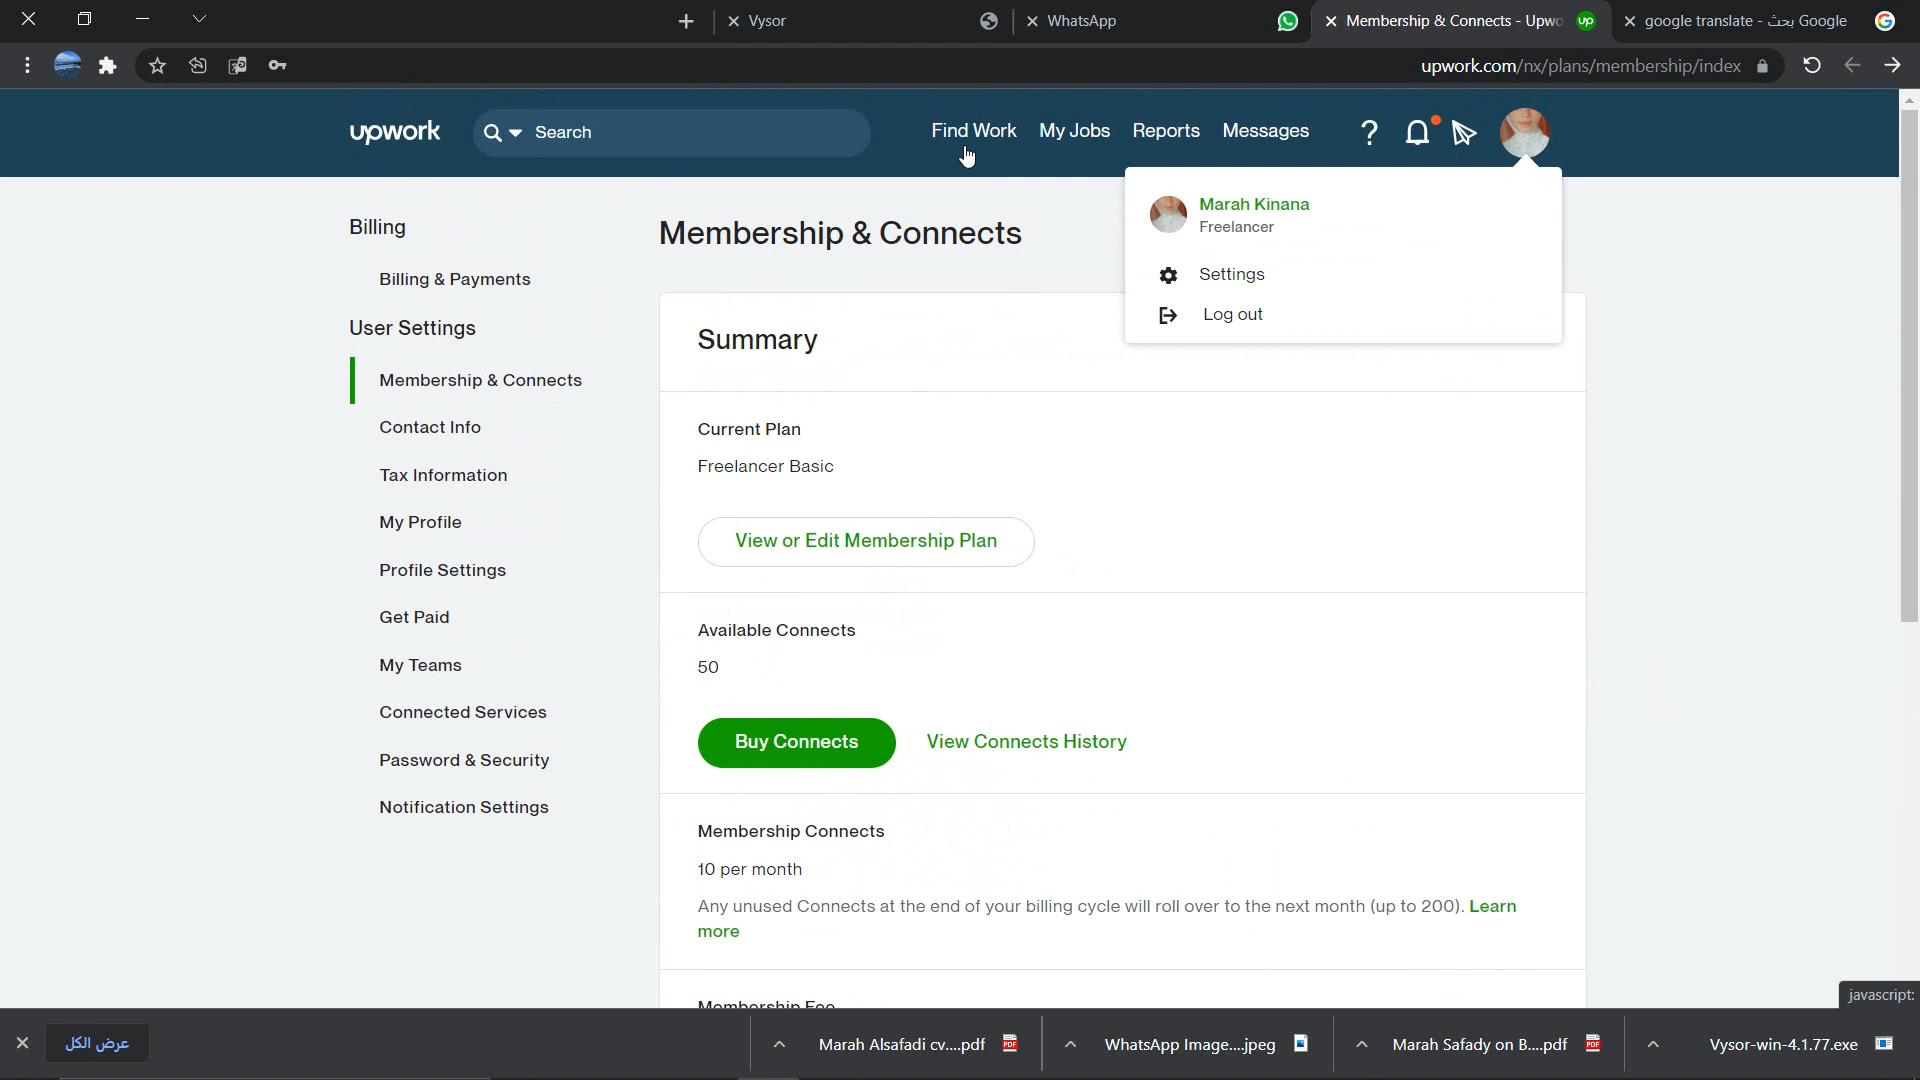 Vysor
WhatsApp
Membership & Connects - Upwo
google translate - بحث Google
upwork.com/nx/plans/membership/index
upwork
Search
Find Work
My Jobs
Reports
Messages
Marah Kinana
Freelancer
Settings
Log out
Billing
Billing & Payments
User Settings
Membership & Connects
Contact Info
Tax Information
My Profile
Profile Settings
Get Paid
My Teams
Connected Services
Password & Security
Notification Settings
Membership & Connects
Summary
Current Plan
Freelancer Basic
View or Edit Membership Plan
Available Connects
50
Buy Connects
View Connects History
Membership Connects
10 per month
Any unused Connects at the end of your billing cycle will roll over to the next month (up to 200). Learn
more
Membership Fee
javascript:
عرض الكل
Marah Alsafadi cv....pdf
WhatsApp Image....jpeg
Marah Safady on B....pdf
Vysor-win-4.1.77.exe